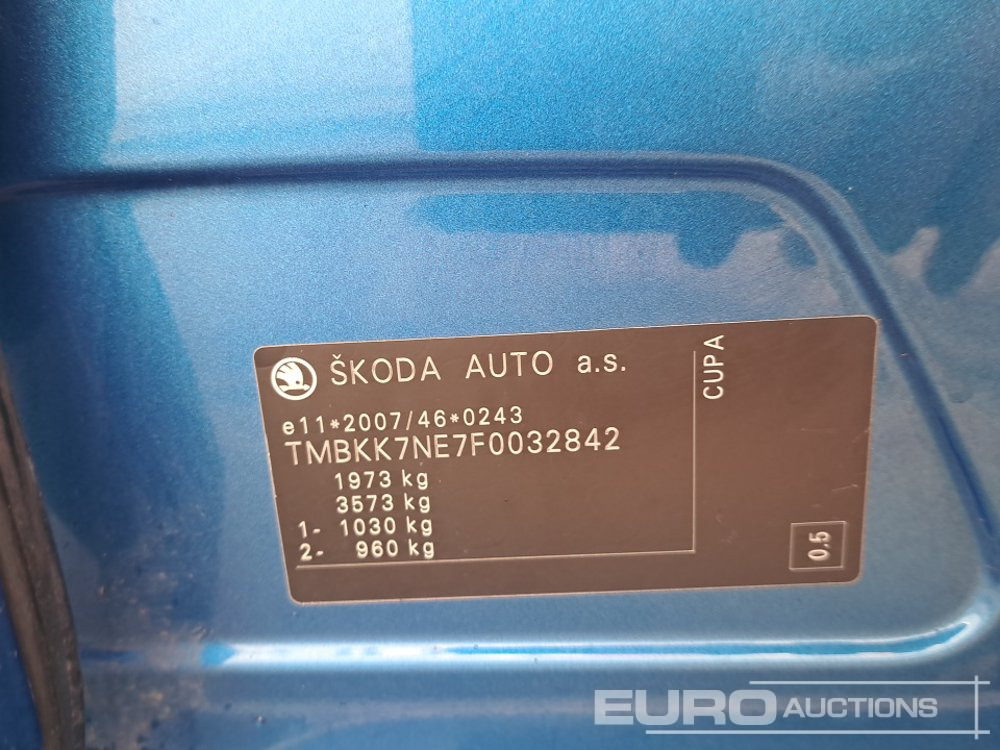 ŠKODA AUTO a.s.
e11*2007/46*0243
TMBKK7NE7F0032842
1973 kg
3573 kg
1- 1030 kg
2- 960 kg
CUPA
0.5
EURO AUCTIONS